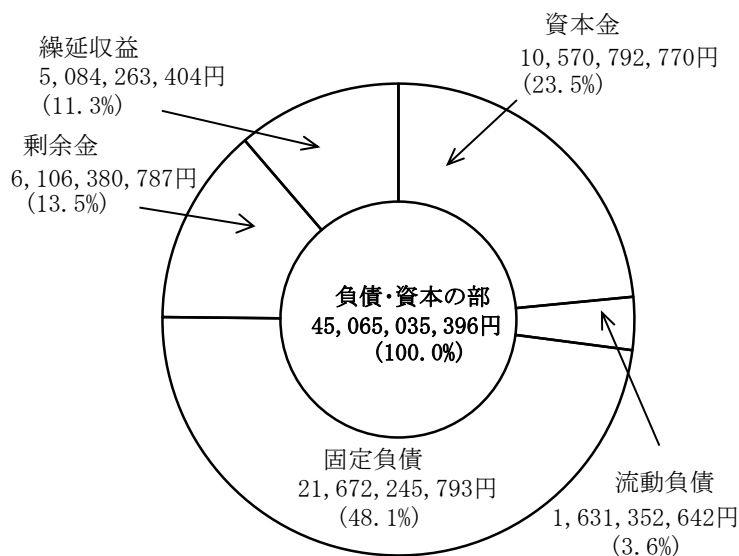 繰延収益
5,084,263,404円
(11.3%)
資本金
10,570,792,770円
(23.5%)
剰余金
6,106,380,787円
(13.5%)
負債・資本の部
45,065,035,396円
(100.0%)
固定負債
21,672,245,793円
(48.1%)
流動負債
1,631,352,642円
(3.6%)